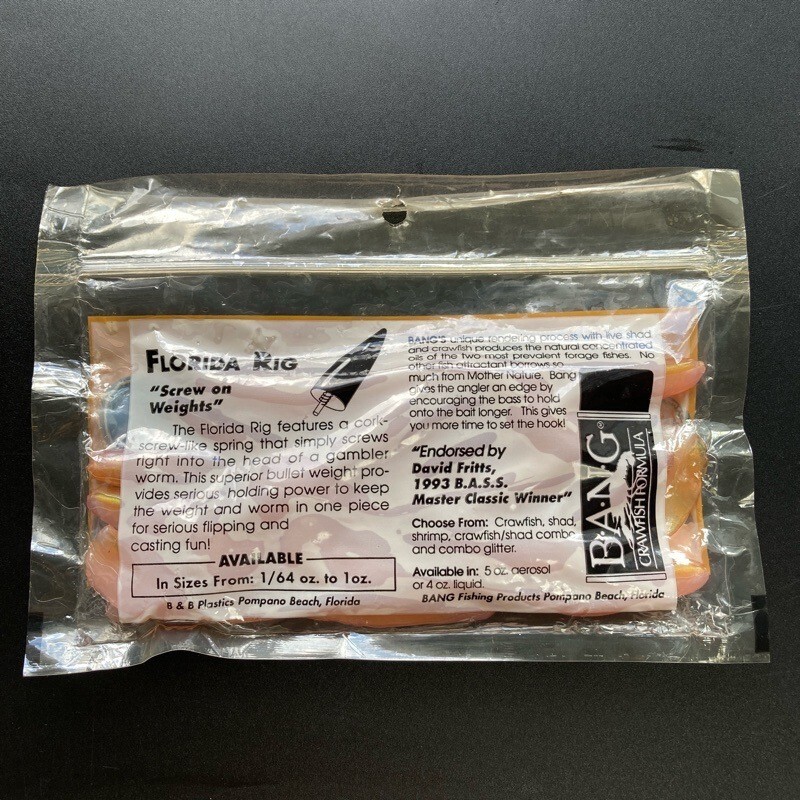 FLORIDA RIG
"Screw on
Weights"
The Florida Rig features a cork-
screw-like spring that simply screws
right into the head of a gambler
worm. This superior bullet weight pro-
vides serious holding power to keep
the weight and worm in one piece
for serious flipping and
casting fun!
AVAILABLE
In Sizes From: 1/64 oz. to 1oz.
B & B Plastics Pompano Beach, Florida
BANG'S unique rendering process with live shad
and crawfish produces the natural concentrated
oils of the two most prevalent forage fishes. No
other fish attractant borrows so
much from Mother Nature. Bang
gives the angler an edge by
encouraging the bass to hold
onto the bait longer. This gives
you more time to set the hook!
"Endorsed by
David Fritts,
1993 B.A.S.S.
Master Classic Winner"
Choose From: Crawfish, shad,
shrimp, crawfish/shad combo
and combo glitter.
Available in: 5 oz. aerosol
or 4 oz. liquid.
BANG Fishing Products Pompano Beach, Florida
B·A·N·G®
CRAWFISH FORMULA